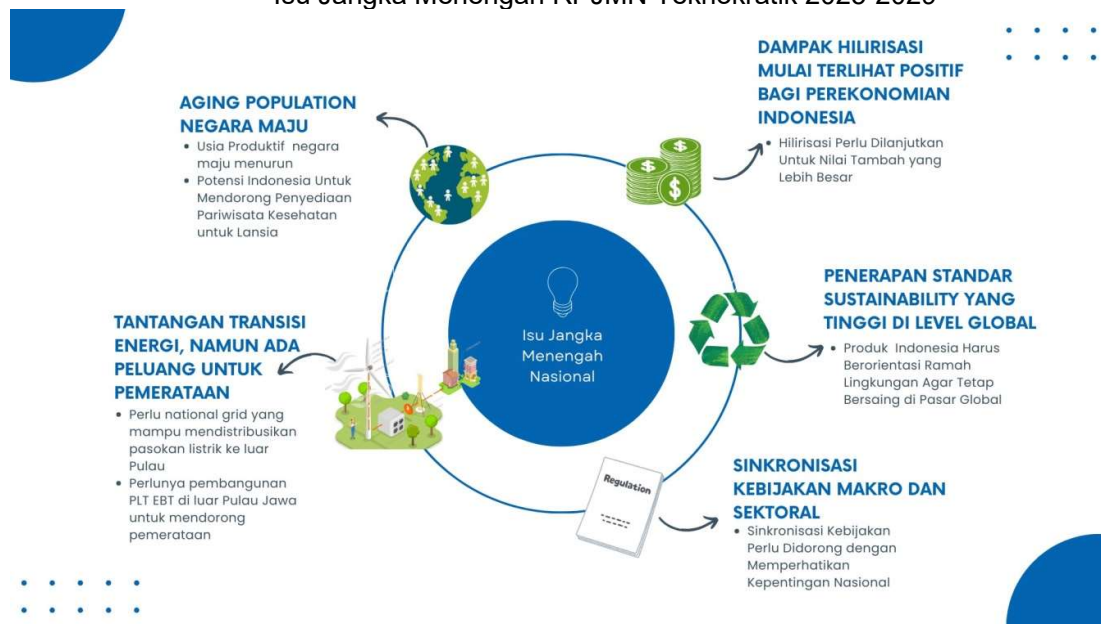 Isu Jangka Menengah RPJMN Teknokratik 2025-2029
DAMPAK HILIRISASI
MULAI TERLIHAT POSITIF
BAGI PEREKONOMIAN
INDONESIA
• Hilirisasi Perlu Dilanjutkan
Untuk Nilai Tambah yang
Lebih Besar
AGING POPULATION
NEGARA MAJU
• Usia Produktif negara
maju menurun
• Potensi Indonesia Untuk
Mendorong Penyediaan
Pariwisata Kesehatan
untuk Lansia
PENERAPAN STANDAR
SUSTAINABILITY YANG
TINGGI DI LEVEL GLOBAL
• Produk Indonesia Harus
Berorientasi Ramah
Lingkungan Agar Tetap
Bersaing di Pasar Global
Isu Jangka
Menengah
Nasional
TANTANGAN TRANSISI
ENERGI, NAMUN ADA
PELUANG UNTUK
PEMERATAAN
• Perlu national grid yang
mampu mendistribusikan
pasokan listrik ke luar
Pulau
• Perlunya pembangunan
PLT EBT di luar Pulau Jawa
untuk mendorong
pemerataan
Regulation
SINKRONISASI
KEBIJAKAN MAKRO DAN
SEKTORAL
• Sinkronisasi Kebijakan
Perlu Didorong dengan
Memperhatikan
Kepentingan Nasional